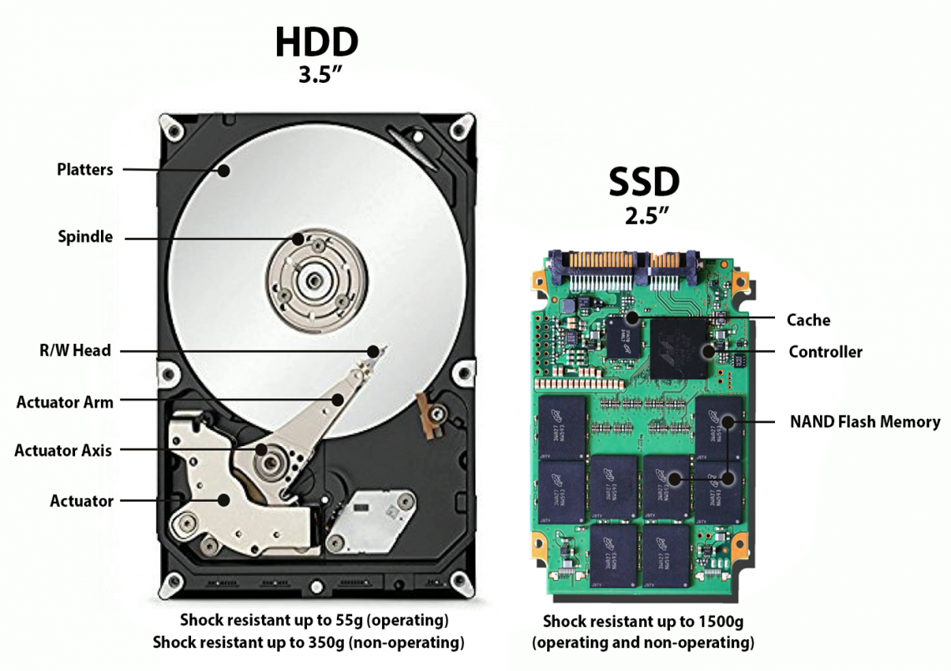 HDD
3.5”
Platters
Spindle
R/W Head
Actuator Arm
Actuator Axis
Actuator
Shock resistant up to 55g (operating)
Shock resistant up to 350g (non-operating)
SSD
2.5”
Cache
Controller
NAND Flash Memory
Shock resistant up to 1500g
(operating and non-operating)